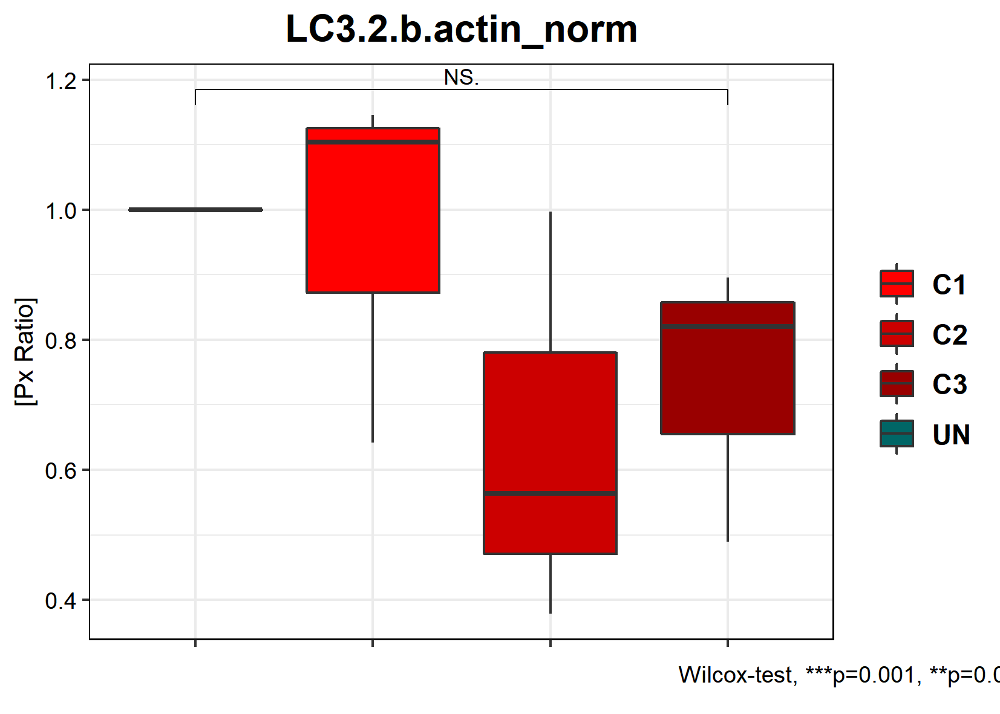 LC3.2.b.actin_norm
NS.
1.2
1.0
0.8
0.6
0.4
[Px Ratio]
C1
C2
C3
UN
Wilcox-test, ***p=0.001, **p=0.0